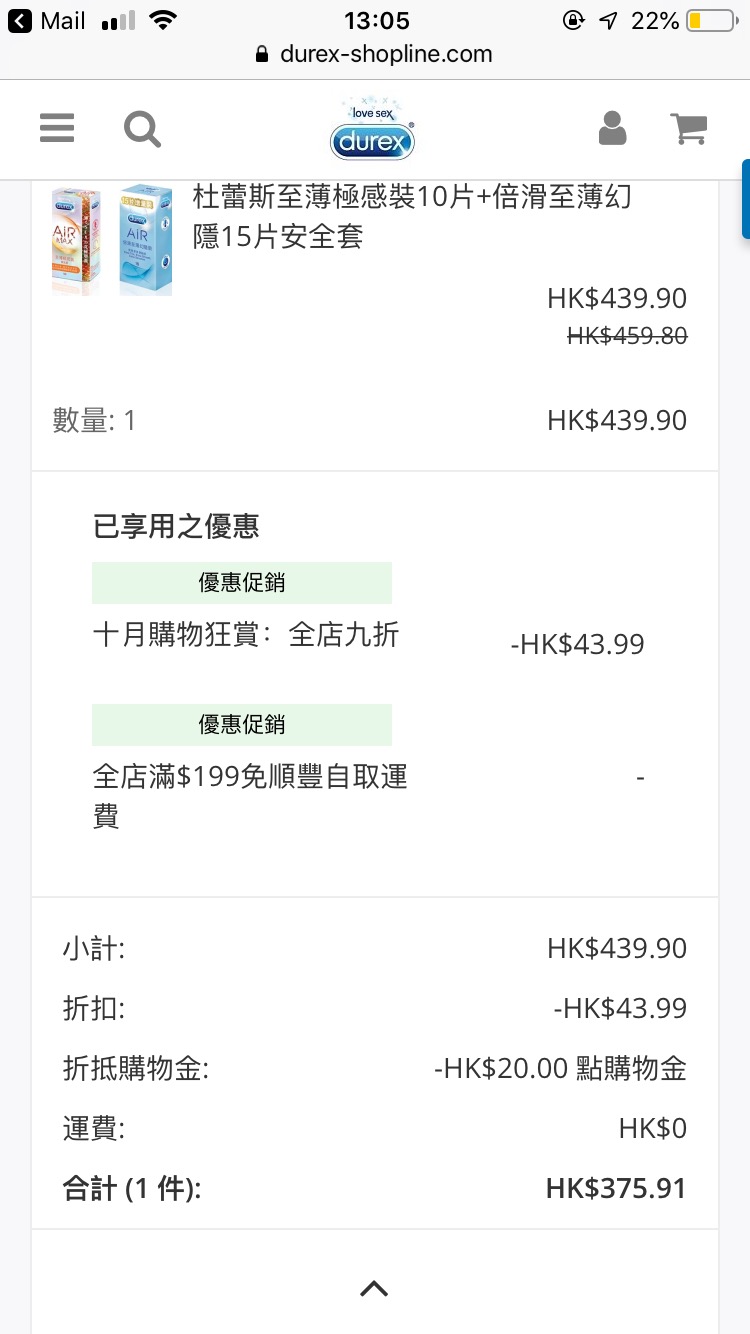 Mail
13:05
22%
durex-shopline.com
love sex
durex
杜蕾斯至薄極感裝10片+倍滑至薄幻
隱15片安全套
durex
AiR
MAX
durex
AiR
HK$439.90
HK$459.80
數量: 1
HK$439.90
已享用之優惠
優惠促銷
十月購物狂賞：全店九折
-HK$43.99
優惠促銷
全店滿$199免順豐自取運
費
-
小計:
HK$439.90
折扣:
-HK$43.99
折抵購物金:
-HK$20.00 點購物金
運費:
HK$0
合計 (1 件):
HK$375.91